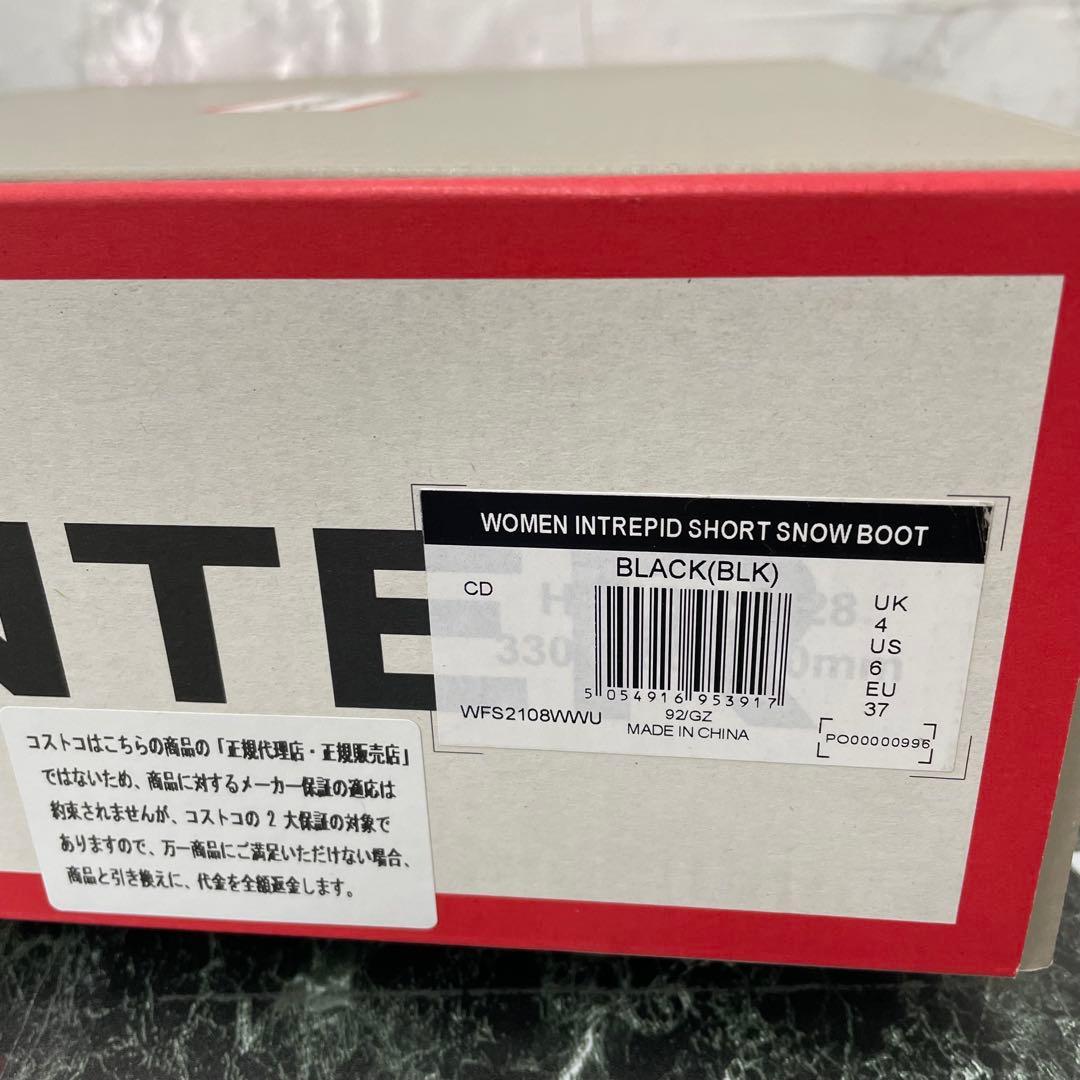 NTER
WOMEN INTREPID SHORT SNOW BOOT
BLACK(BLK)
CD
UK
4
US
6
EU
37
5 054916 953917
WFS2108WWU
92/GZ
MADE IN CHINA
PO00000996
H
28
330
0mm
コストコはこちらの商品の「正規代理店・正規販売店」
ではないため、商品に対するメーカー保証の適応は
約束されませんが、コストコの 2 大保証の対象で
ありますので、万一商品にご満足いただけない場合、
商品と引き換えに、代金を全額返金します。